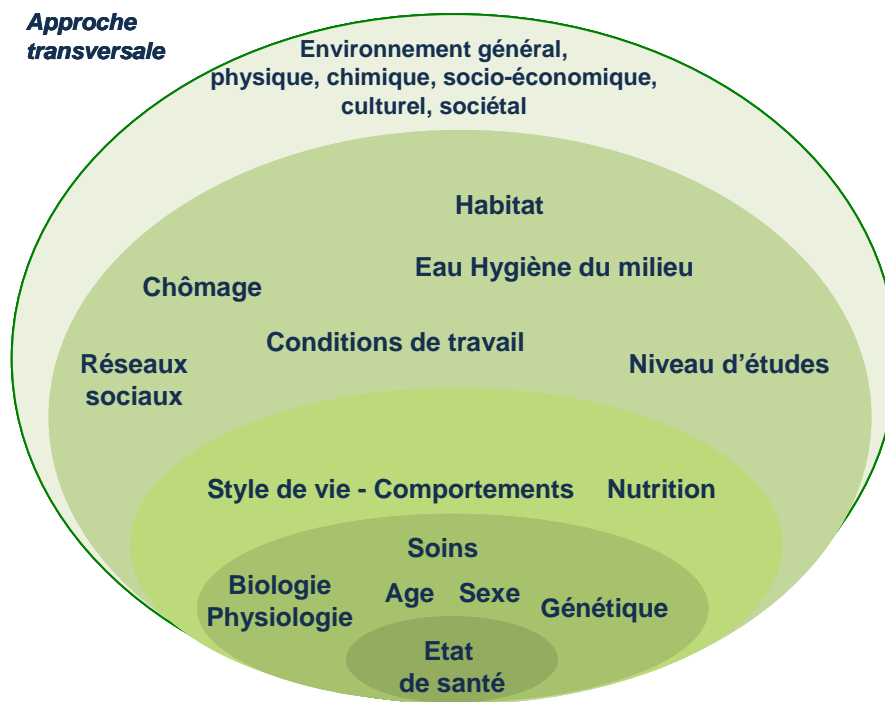 Approche
transversale
Environnement général,
physique, chimique, socio-économique,
culturel, sociétal
Habitat
Eau Hygiène du milieu
Chômage
Conditions de travail
Réseaux
sociaux
Niveau d'études
Style de vie - Comportements Nutrition
Soins
Biologie
Physiologie
Age Sexe
Génétique
Etat
de santé